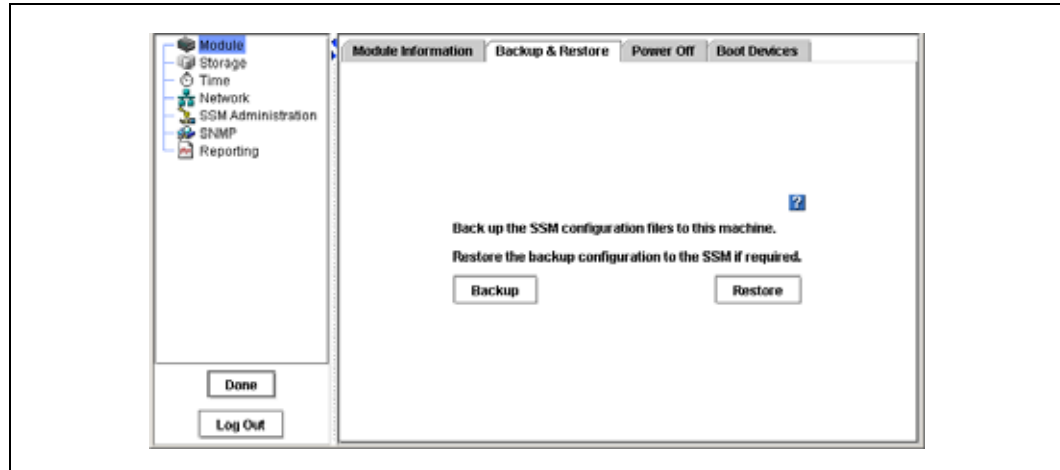 Module
Storage
Time
Network
SSM Administration
SNMP
Reporting
Done
Log Out
Module Information
Backup & Restore
Power Off
Boot Devices
?
Back up the SSM configuration files to this machine.
Restore the backup configuration to the SSM if required.
Backup
Restore